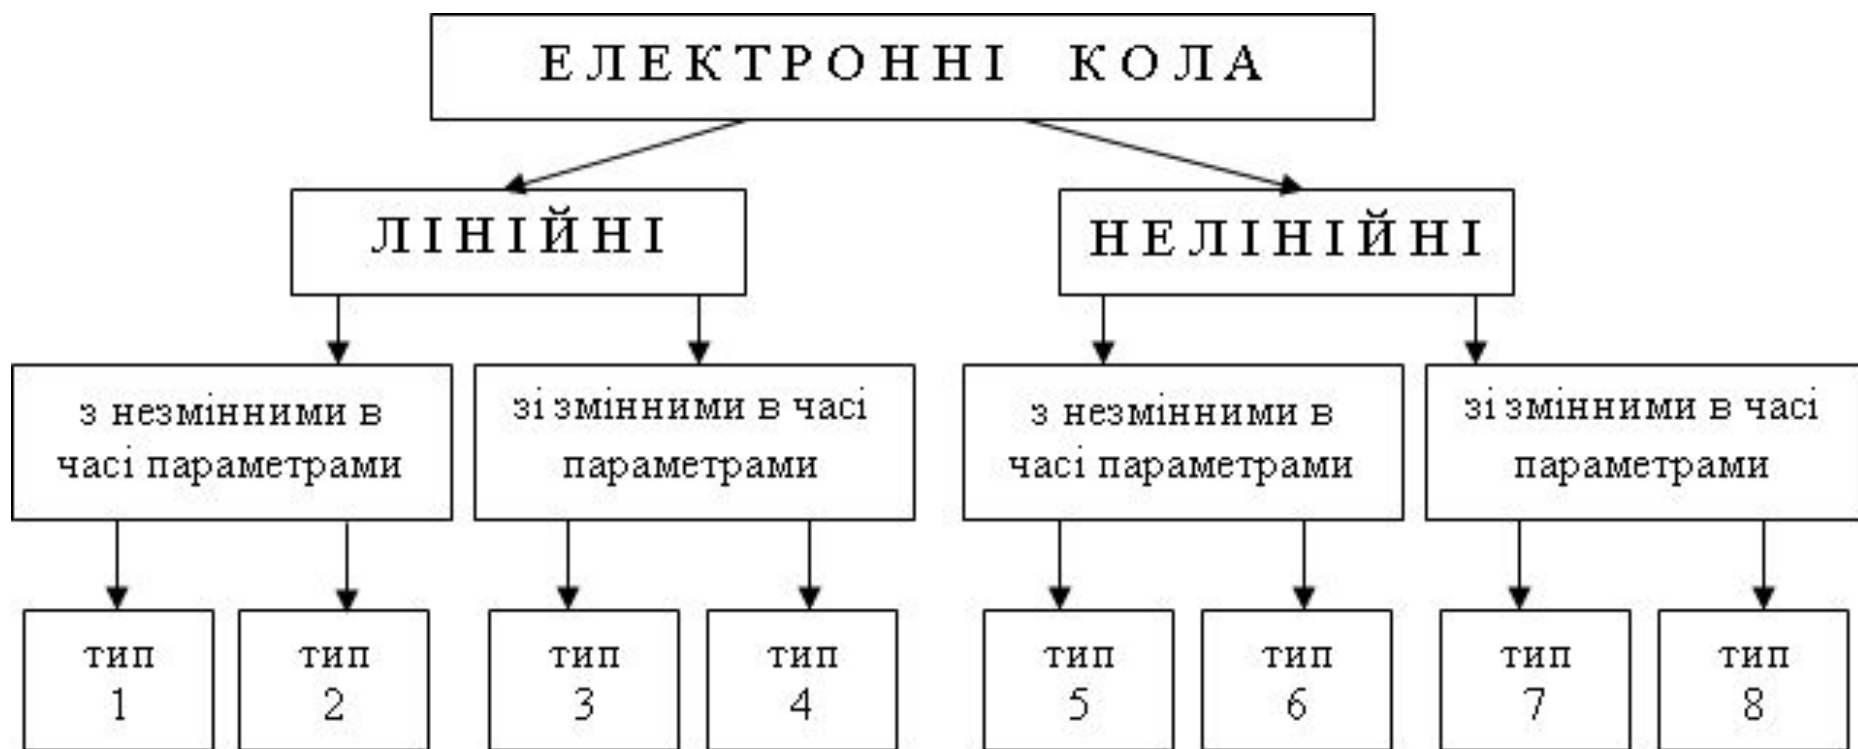 ЕЛЕКТРОННІ КОЛА
ЛІНІЙНІ
НЕЛІНІЙНІ
з незмінними в
часі параметрами
зі змінними в часі
параметрами
з незмінними в
часі параметрами
зі змінними в часі
параметрами
тип
1
тип
2
тип
3
тип
4
тип
5
тип
6
тип
7
тип
8